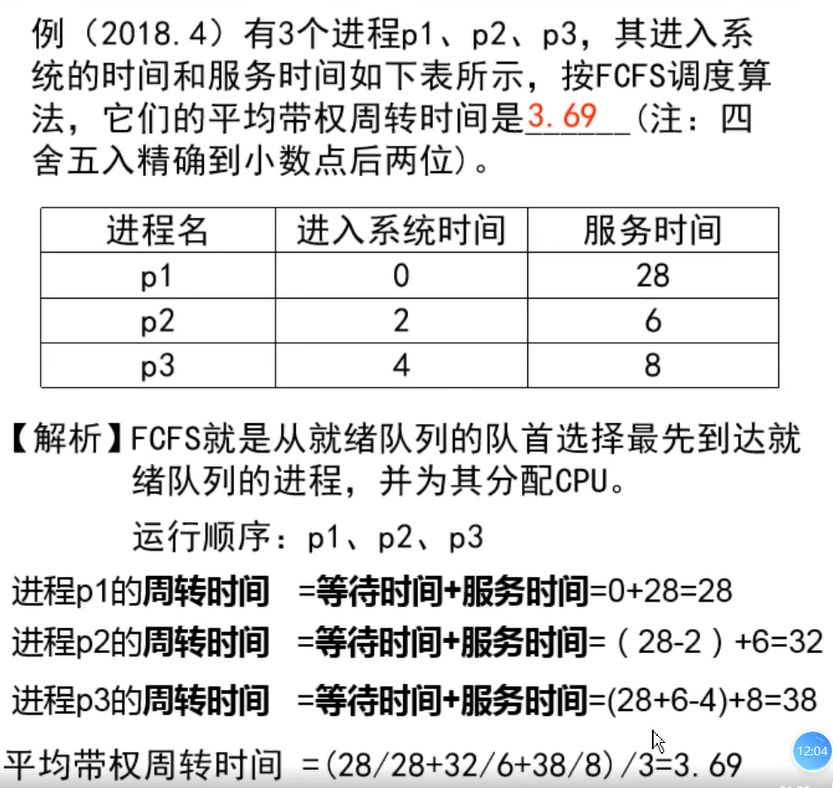 例（2018.4）有3个进程p1、p2、p3，其进入系
统的时间和服务时间如下表所示，按FCFS调度算
法，它们的平均带权周转时间是3.69(注：四
舍五入精确到小数点后两位)。
进程名 进入系统时间 服务时间
p1 0 28
p2 2 6
p3 4 8
【解析】FCFS就是从就绪队列的队首选择最先到达就
绪队列的进程，并为其分配CPU。
运行顺序：p1、p2、p3
进程p1的周转时间 =等待时间+服务时间=0+28=28
进程p2的周转时间 =等待时间+服务时间=（28-2）+6=32
进程p3的周转时间 =等待时间+服务时间=(28+6-4)+8=38
平均带权周转时间 =(28/28+32/6+38/8)/3=3.69
12:04